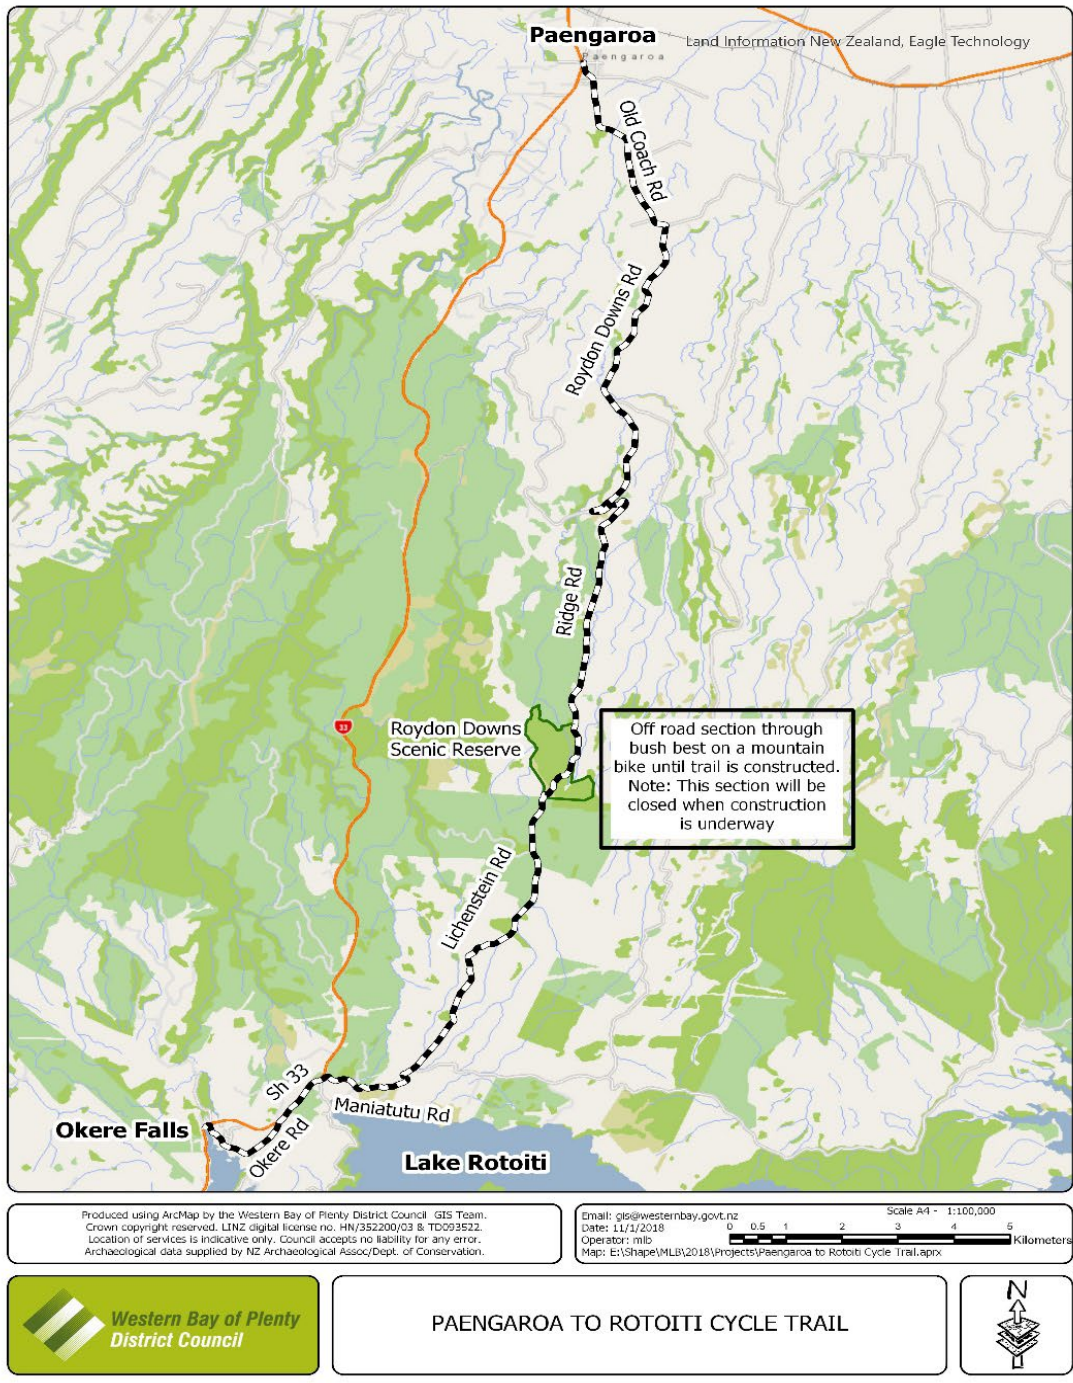 Paengaroa
Land Information New Zealand, Eagle Technology
Paengaroa
Old Coach Rd
Roydon Downs Rd
Ridge Rd
33
Roydon Downs
Scenic Reserve
Off road section through
bush best on a mountain
bike until trail is constructed.
Note: This section will be
closed when construction
is underway
Lichenstein Rd
Sh 33
Maniatutu Rd
Okere Falls
Okere Rd
Lake Rotoiti
Produced using ArcMap by the Western Bay of Plenty District Council GIS Team.
Crown copyright reserved. LINZ digital license no. HN/352200/03 & TD093522.
Location of services is indicative only. Council accepts no liability for any error.
Archaeological data supplied by NZ Archaeological Assoc/Dept. of Conservation.
Email: gis@westernbay.govt.nz
Date: 11/1/2018
Operator: mlb
Map: E:\Shape\MLB\2018\Projects\Paengaroa to Rotoiti Cycle Trail.aprx
Scale A4 - 1:100,000
0 0.5 1 2 3 4 5
Kilometers
Western Bay of Plenty
District Council
PAENGAROA TO ROTOITI CYCLE TRAIL
N